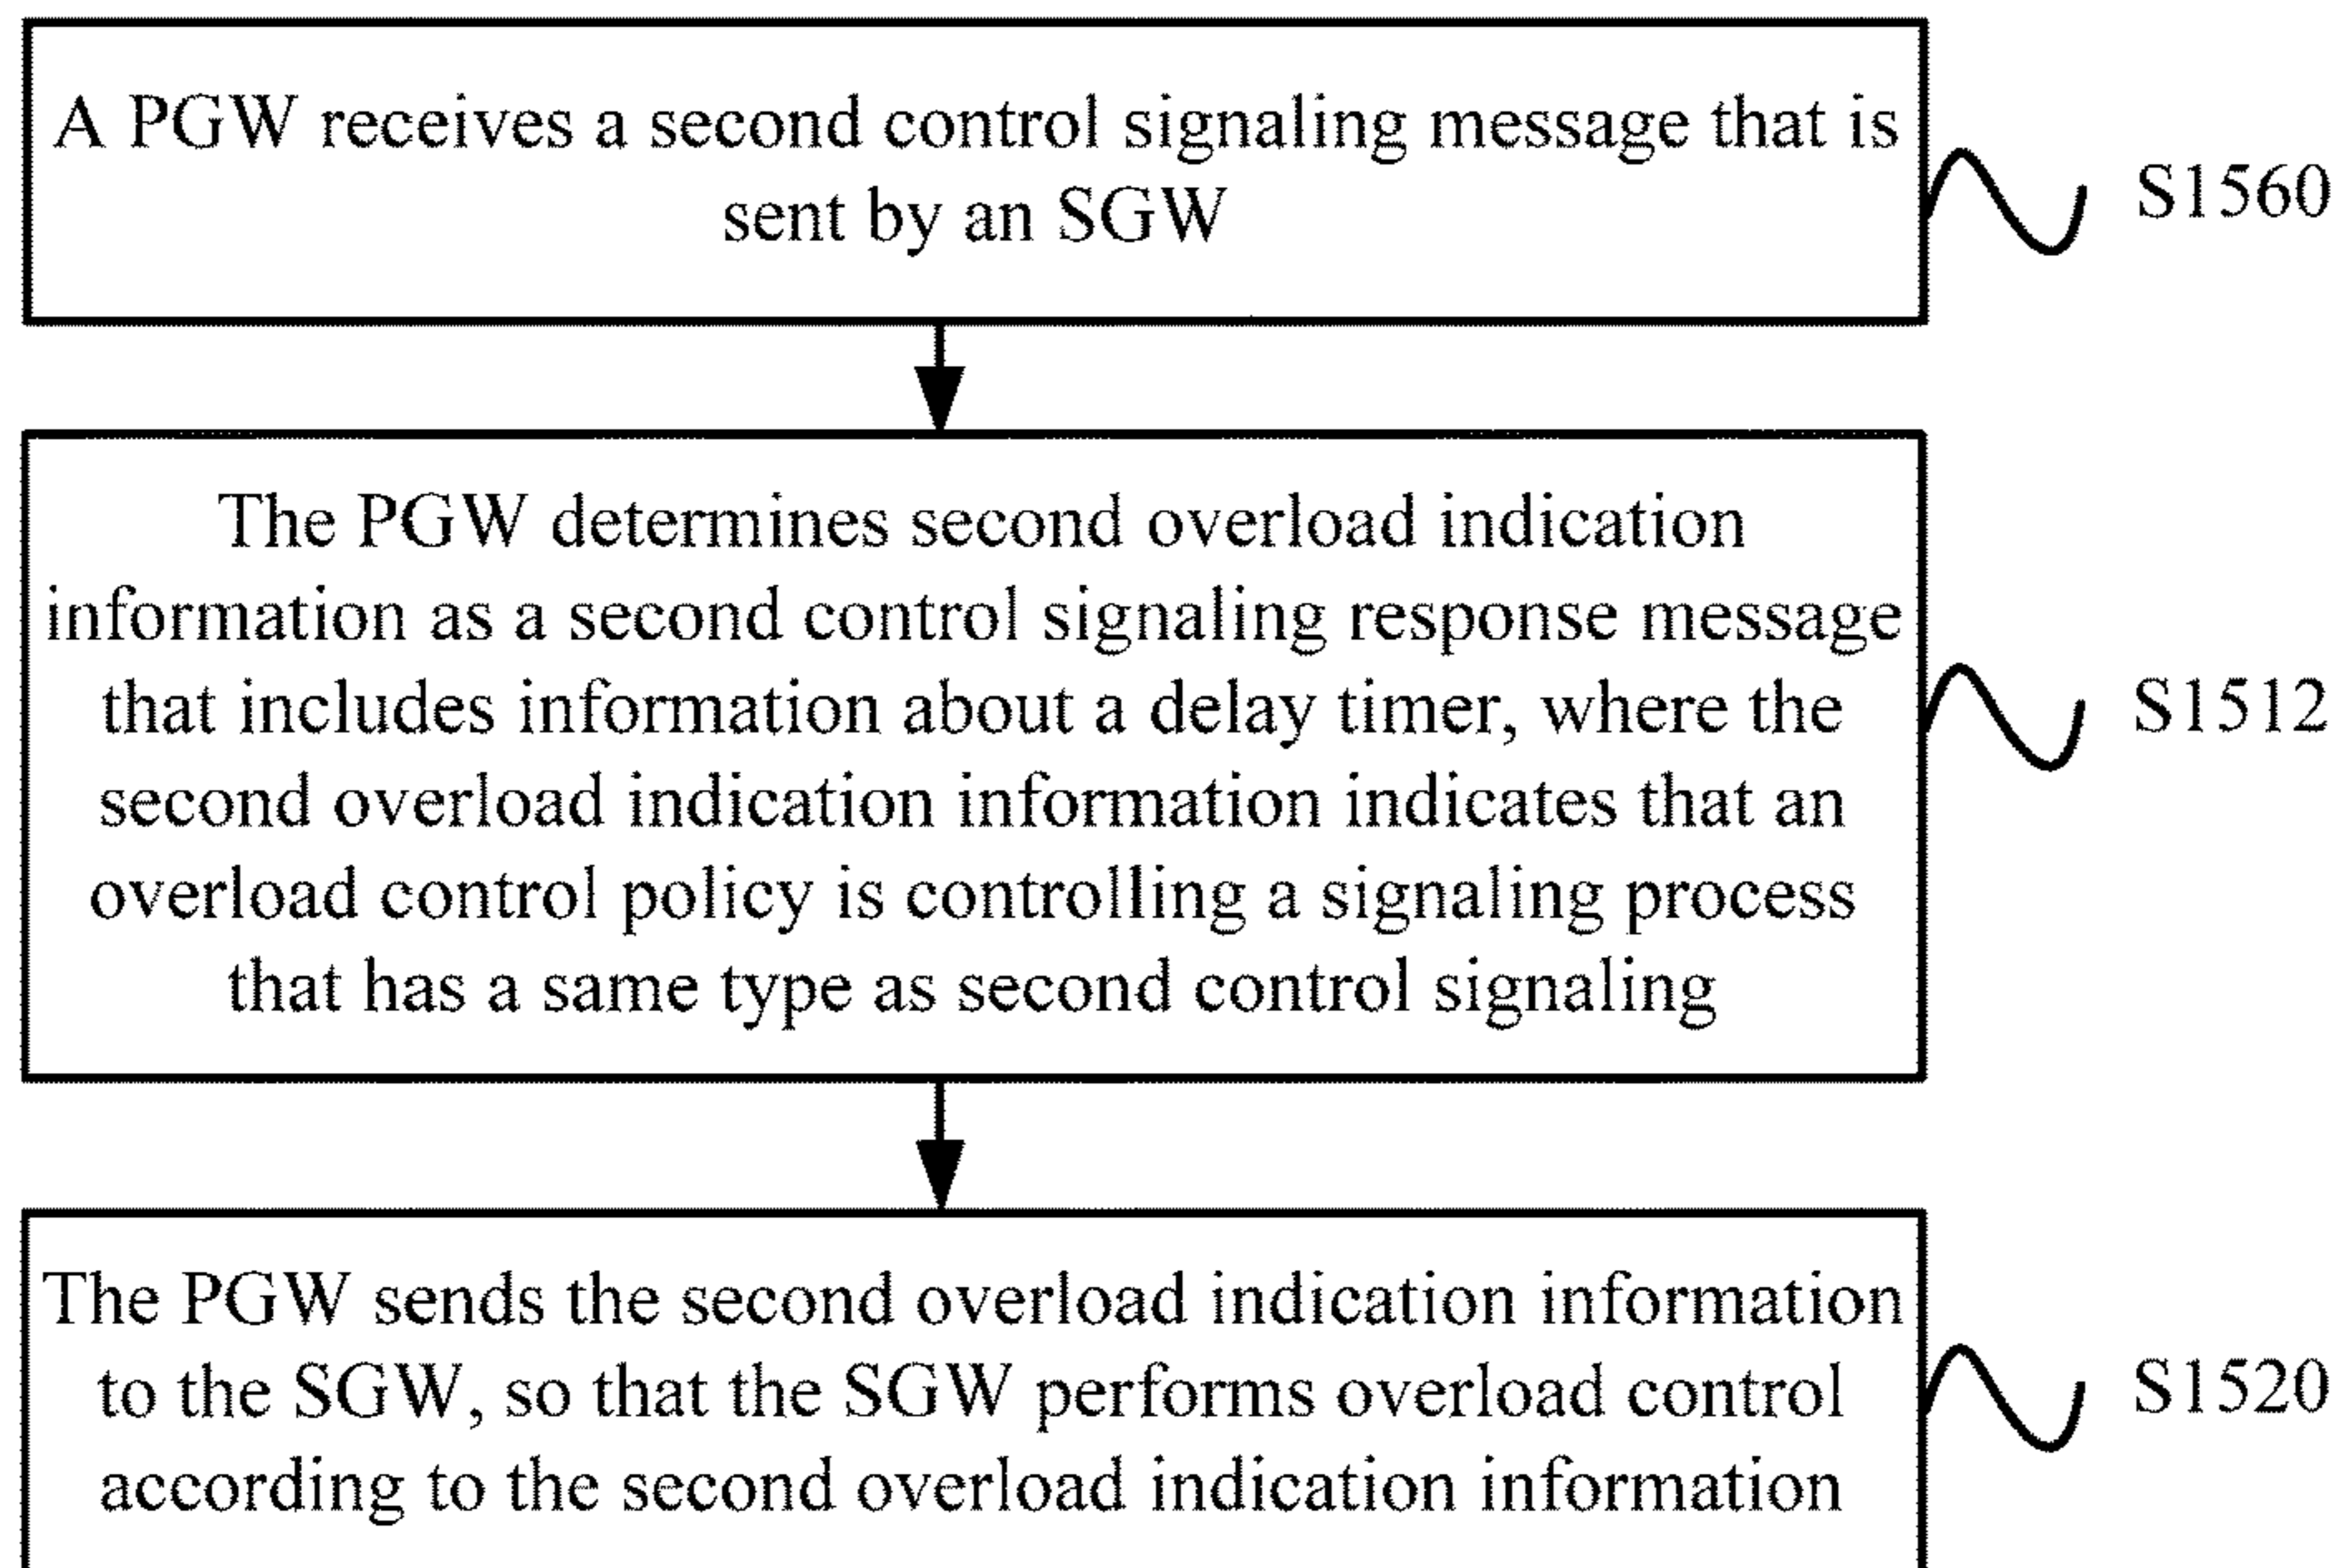 A PGW receives a second control signaling message that is
sent by an SGW
S1560
The PGW determines second overload indication
information as a second control signaling response message
that includes information about a delay timer, where the
second overload indication information indicates that an
overload control policy is controlling a signaling process
that has a same type as second control signaling
S1512
The PGW sends the second overload indication information
to the SGW, so that the SGW performs overload control
according to the second overload indication information
S1520